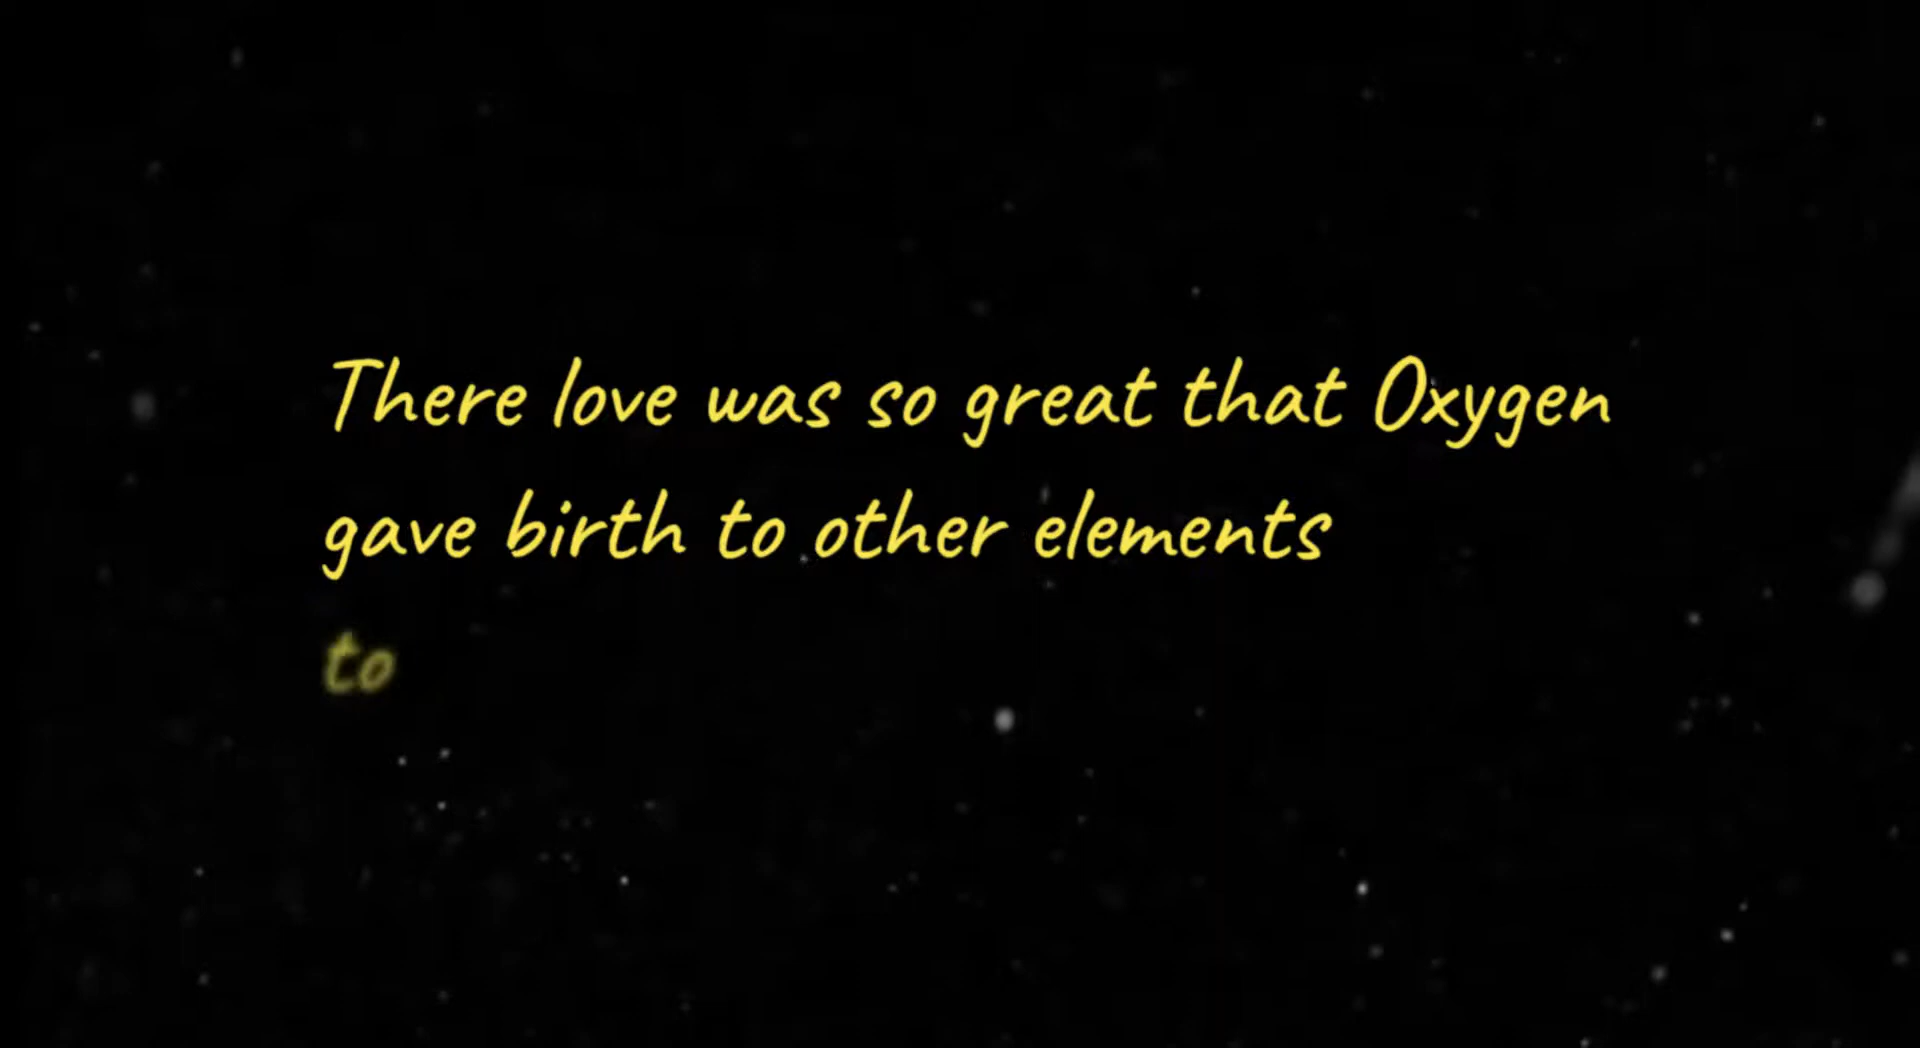 There love was so great that Oxygen
gave birth to other elements
to